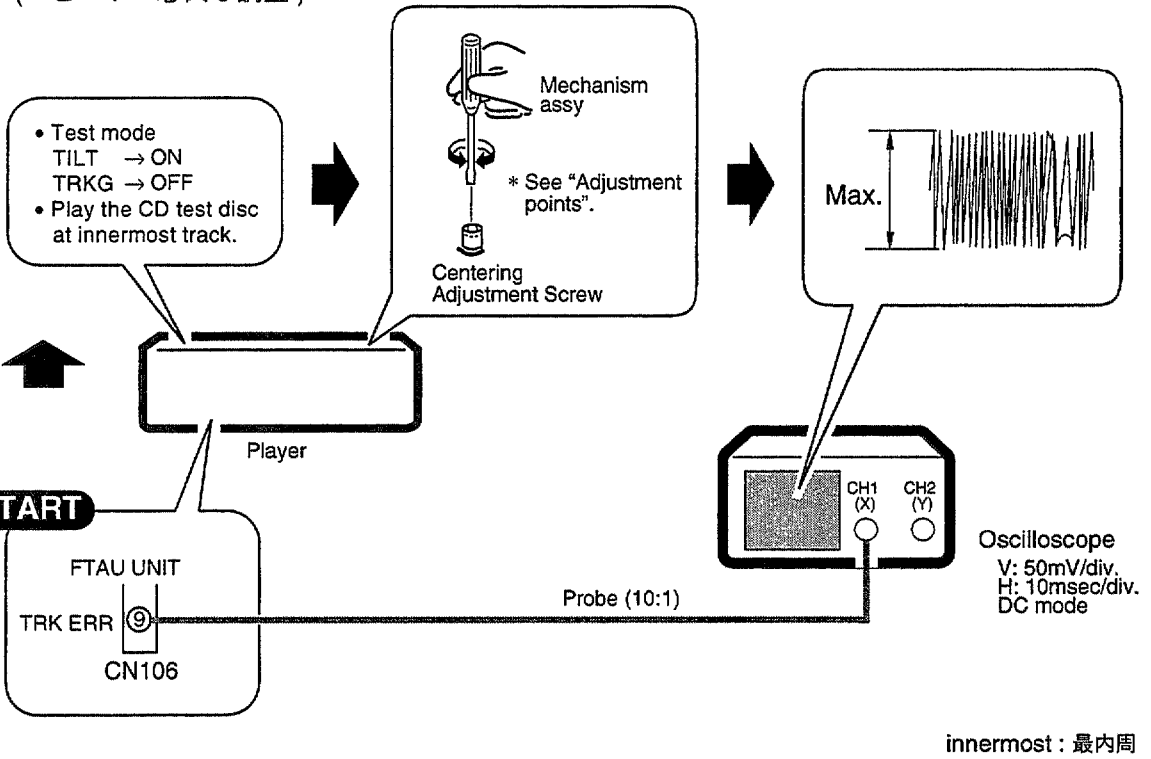 • Test mode
TILT → ON
TRKG → OFF
• Play the CD test disc
at innermost track.
Mechanism
assy
* See “Adjustment
points”.
Centering
Adjustment Screw
Max.
Player
TART
FTAU UNIT
TRK ERR ⑨
CN106
Probe (10:1)
CH1
(X)
CH2
(Y)
Oscilloscope
V: 50mV/div.
H: 10msec/div.
DC mode
innermost : 最内周